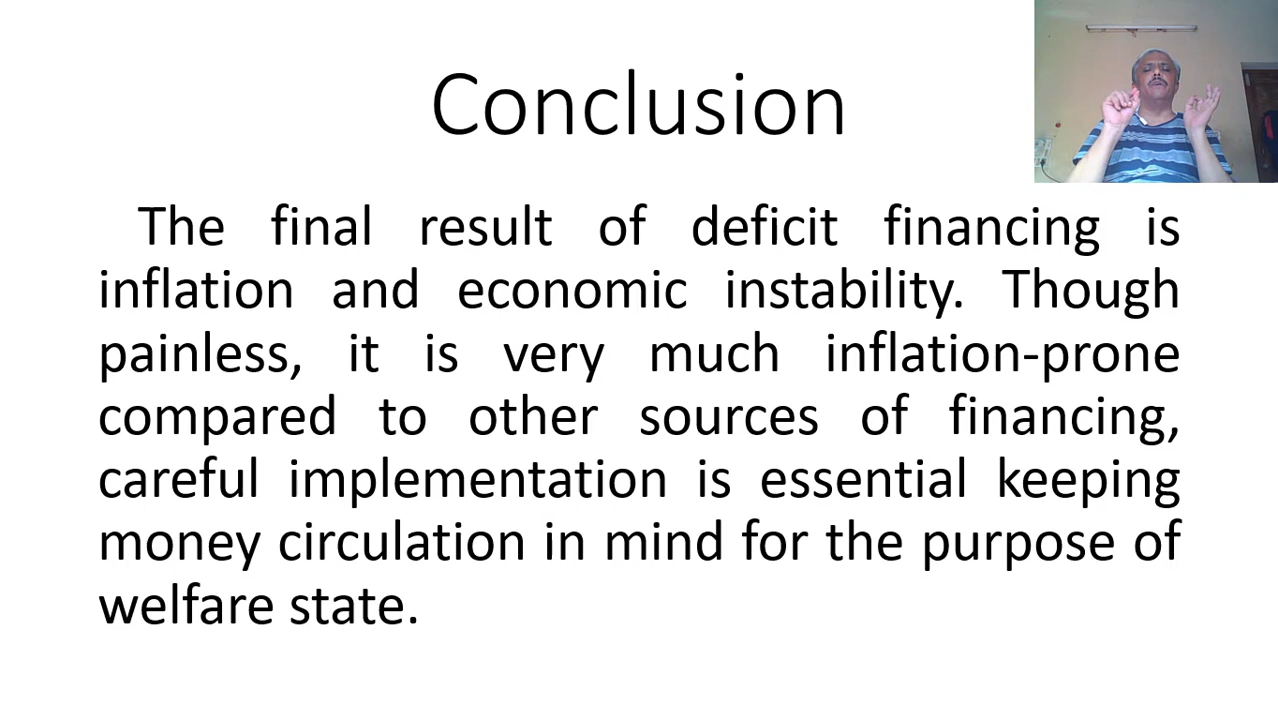 Conclusion
The final result of deficit financing is
inflation and economic instability. Though
painless, it is very much inflation-prone
compared to other sources of financing,
careful implementation is essential keeping
money circulation in mind for the purpose of
welfare state.